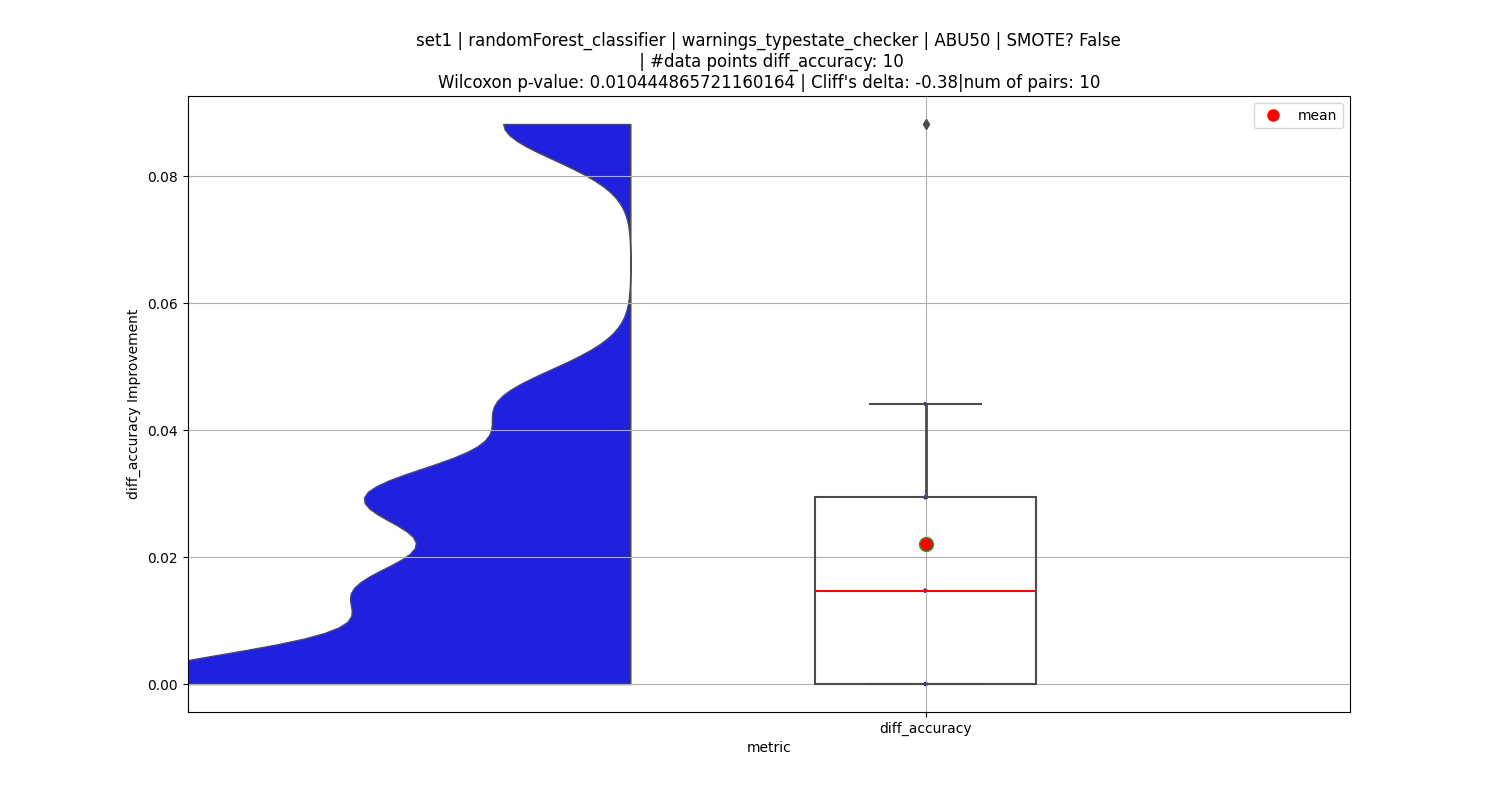 set1 | randomForest_classifier | warnings_typestate_checker | ABU50 | SMOTE? False
| #data points diff_accuracy: 10
Wilcoxon p-value: 0.010444865721160164 | Cliff's delta: -0.38|num of pairs: 10
mean
0.08
0.06
0.04
0.02
0.00
diff_accuracy Improvement
diff_accuracy
metric